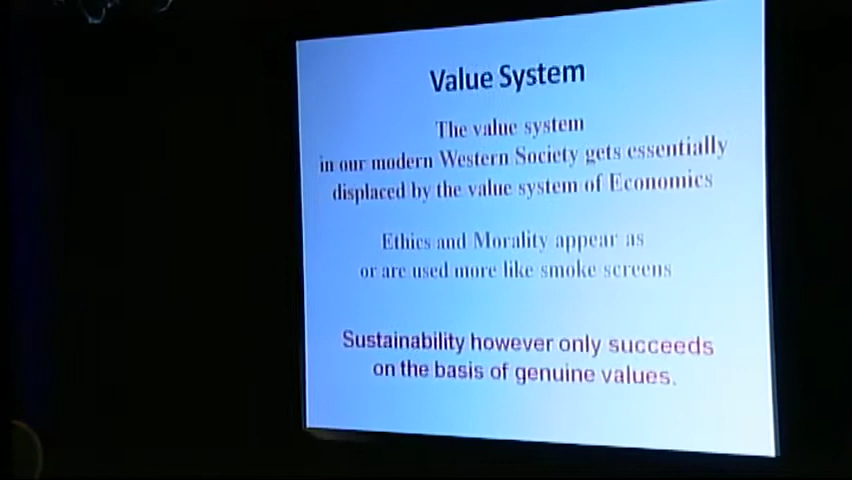 Value System
The value system
in our modern Western Society gets essentially
displaced by the value system of Economics
Ethics and Morality appear as
or are used more like smoke screens
Sustainability however only succeeds
on the basis of genuine values.